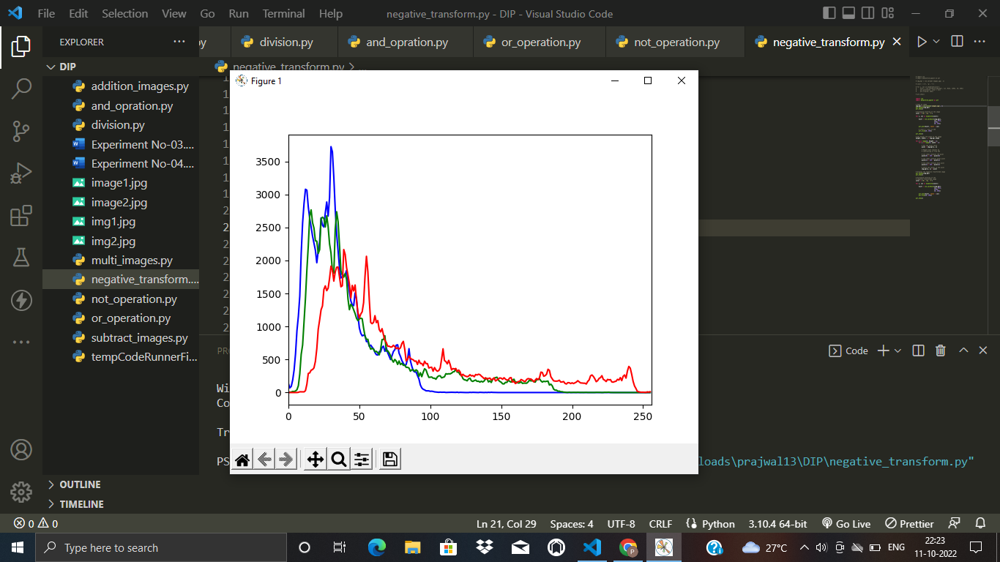 File Edit Selection View Go Run Terminal Help negative_transform.py - DIP - Visual Studio Code
EXPLORER
division.py and_opration.py or_operation.py not_operation.py negative_transform.py
DIP
negative_transform.py
addition_images.py
and_opration.py
division.py
Experiment No-03....
Experiment No-04....
image1.jpg
image2.jpg
img1.jpg
img2.jpg
multi_images.py
negative_transform....
not_operation.py
or_operation.py
subtract_images.py
tempCodeRunnerFi...
OUTLINE
TIMELINE
Figure 1
3500
3000
2500
2000
1500
1000
500
0
0 50 100 150 200 250
Code
PS
loads\prajwal13\DIP\negative_transform.py"
0 0 Ln 21, Col 29 Spaces: 4 UTF-8 CRLF Python 3.10.4 64-bit Go Live Prettier
Type here to search
27°C ENG
22:23
11-10-2022